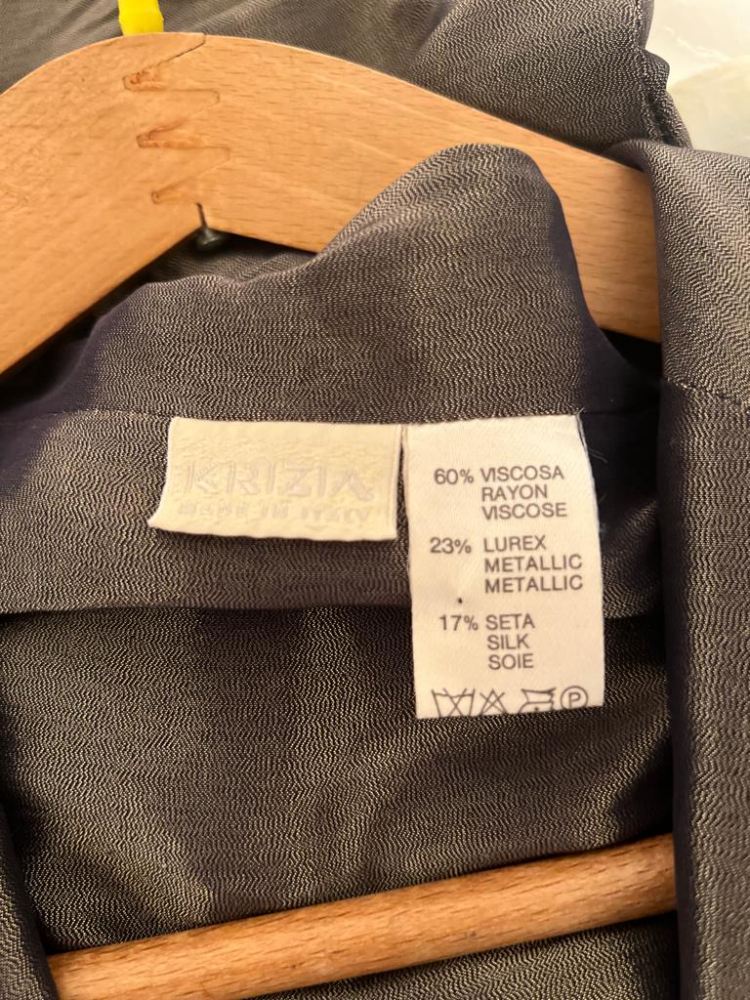 KRIZIA
MADE IN ITALY
60% VISCOSA
RAYON
VISCOSE
23% LUREX
METALLIC
METALLIC
17% SETA
SILK
SOIE
P